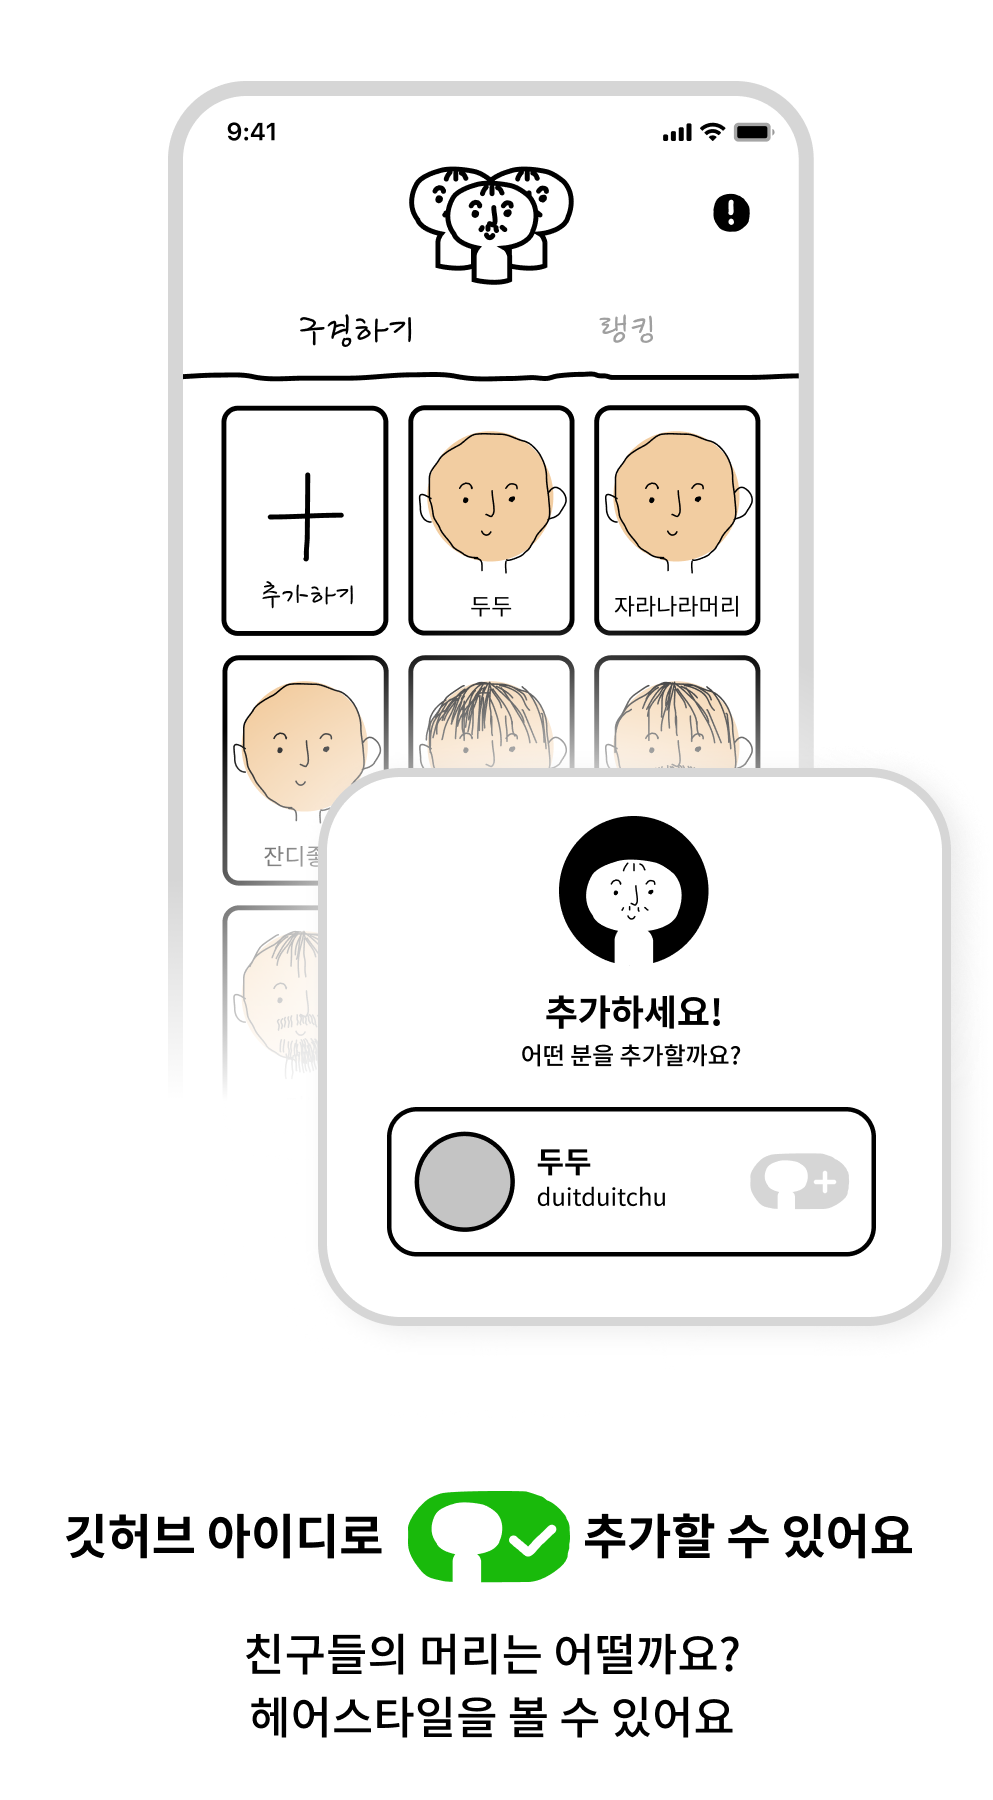 9:41
구경하기 랭킹
추가하기 두두 자라나라머리
잔디
추가하세요!
어떤 분을 추가할까요?
두두
duitduitchu
깃허브 아이디로 추가할 수 있어요
친구들의 머리는 어떨까요?
헤어스타일을 볼 수 있어요